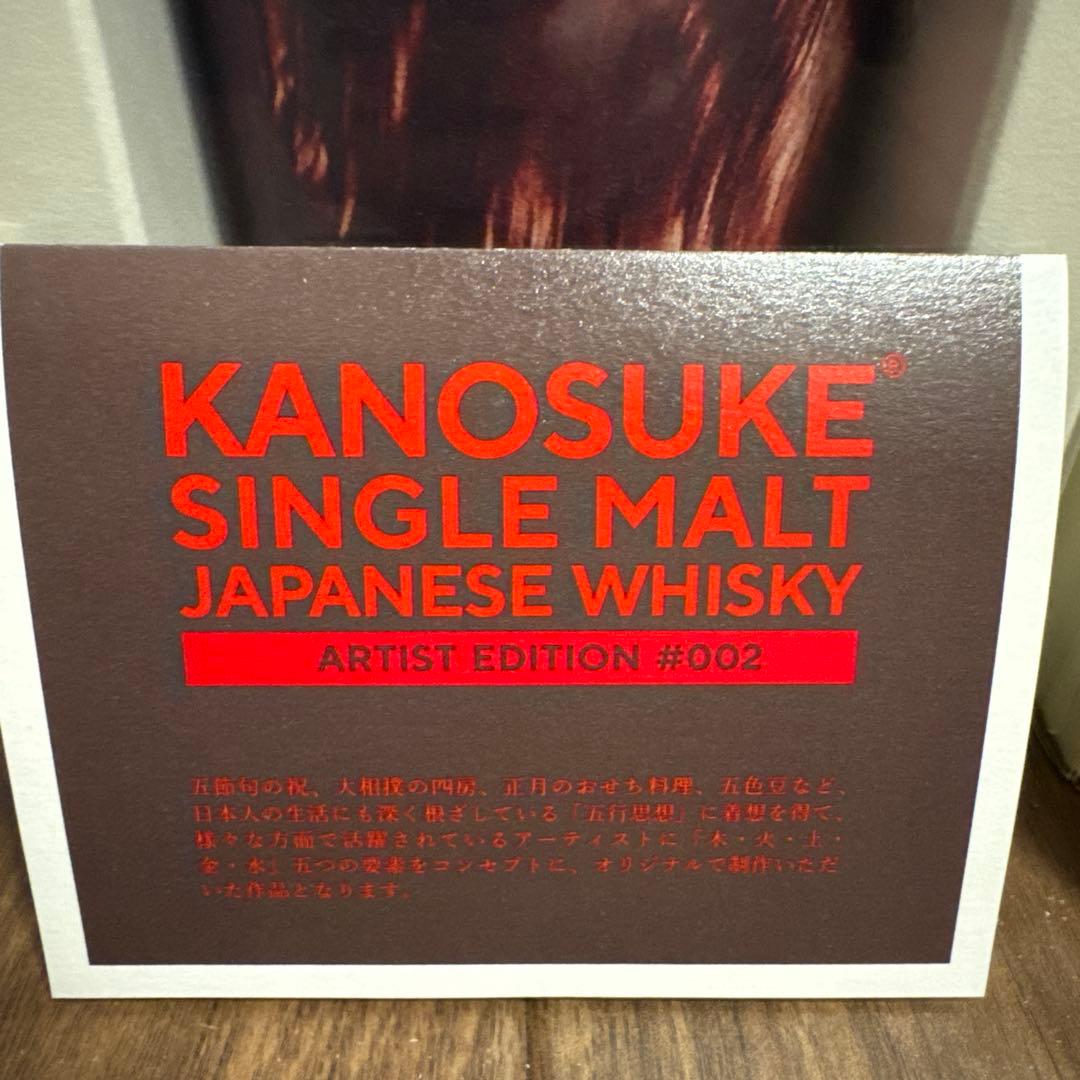 KANOSUKE®
SINGLE MALT
JAPANESE WHISKY
ARTIST EDITION #002
五節句の祝、大相撲の四房、正月のおせち料理、五色豆など、
日本人の生活にも深く根ざしている「五行思想」に着想を得て、
様々な方面で活躍されているアーティストに「木・火・土・
金・水」五つの要素をコンセプトに、オリジナルで制作いただ
いた作品となります。